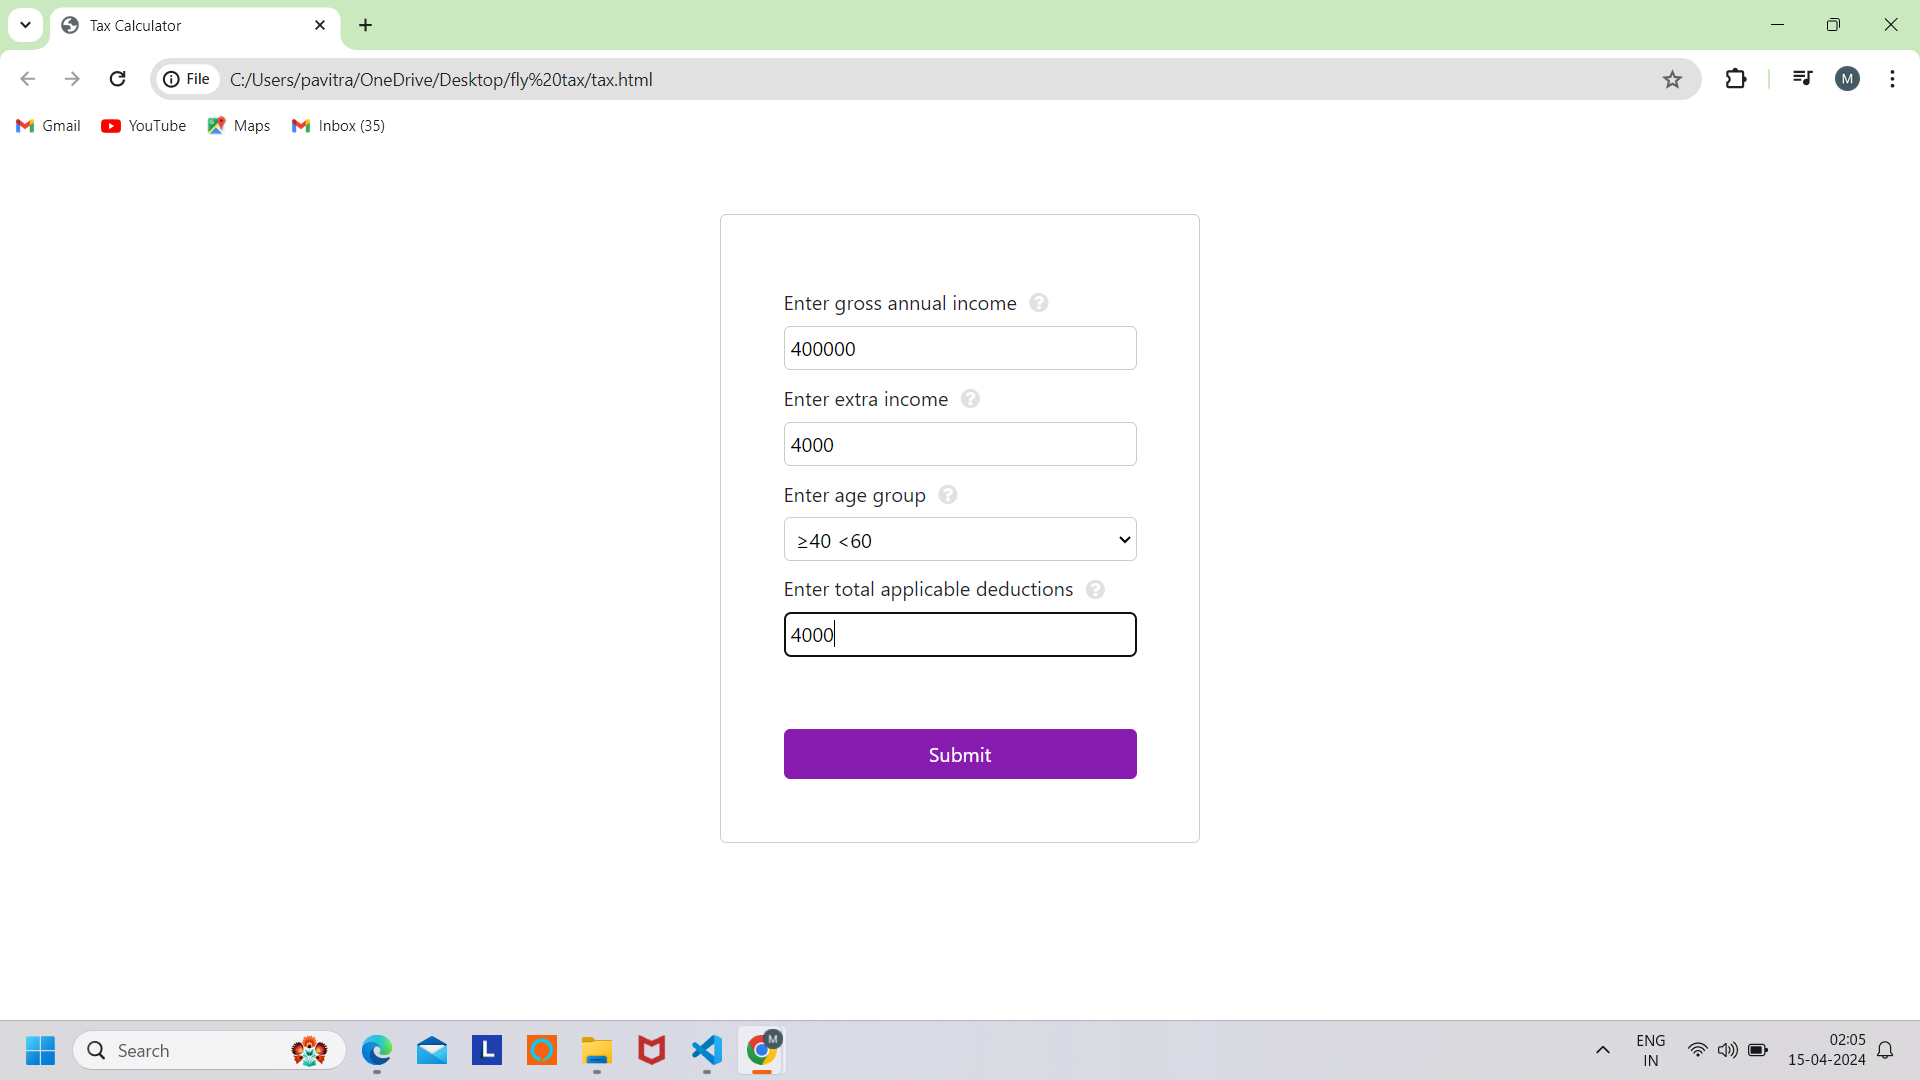 Tax Calculator
File
C:/Users/pavitra/OneDrive/Desktop/fly%20tax/tax.html
M
Gmail
YouTube
Maps
Inbox (35)
Enter gross annual income ?
400000
Enter extra income ?
4000
Enter age group ?
≥40 <60
Enter total applicable deductions ?
4000
Submit
Search
L
M
ENG
IN
02:05
15-04-2024